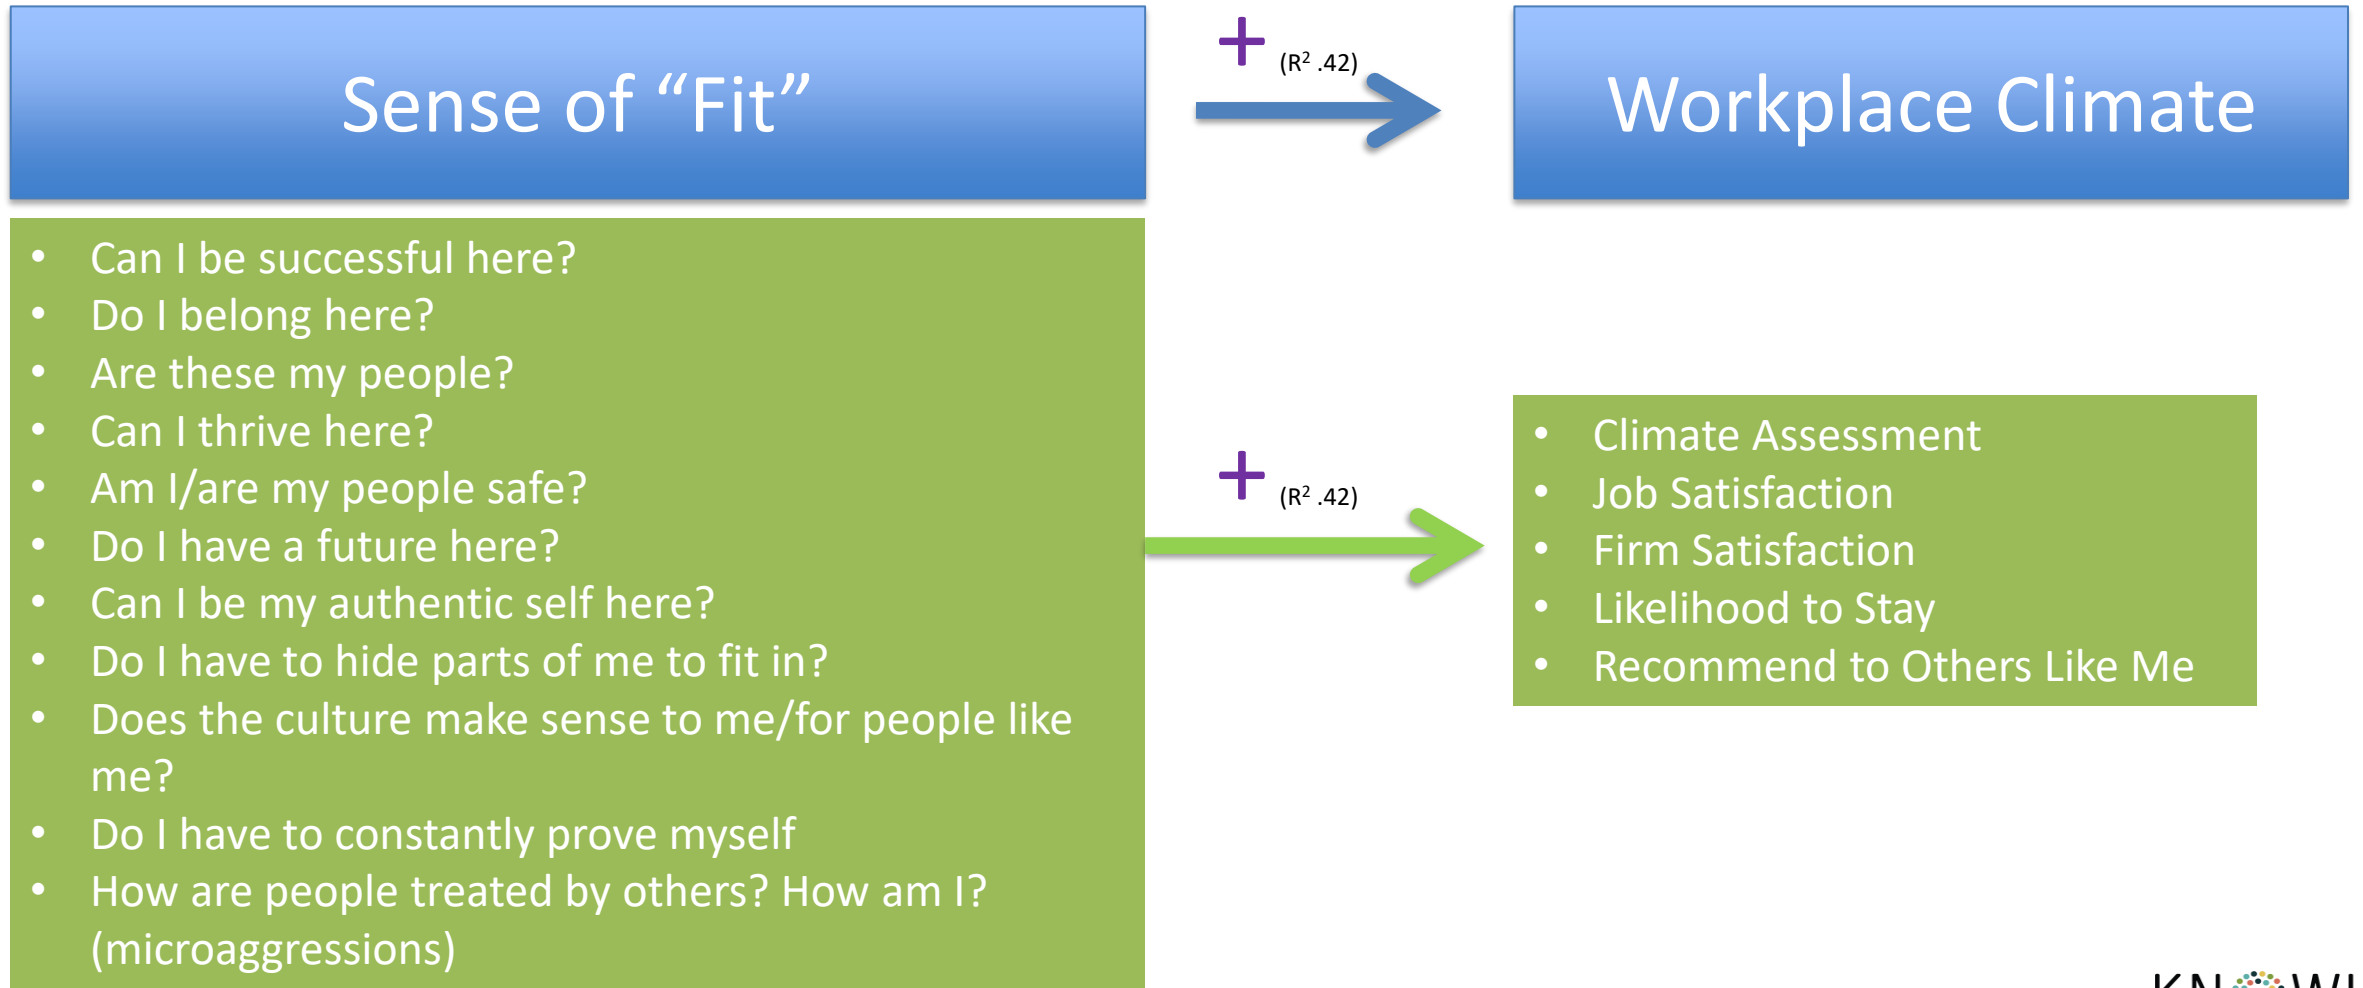 Sense of “Fit”
+ (R² .42)
Workplace Climate
• Can I be successful here?
• Do I belong here?
• Are these my people?
• Can I thrive here?
• Am I/are my people safe?
• Do I have a future here?
• Can I be my authentic self here?
• Do I have to hide parts of me to fit in?
• Does the culture make sense to me/for people like
me?
• Do I have to constantly prove myself
• How are people treated by others? How am I?
(microaggressions)
+ (R² .42)
• Climate Assessment
• Job Satisfaction
• Firm Satisfaction
• Likelihood to Stay
• Recommend to Others Like Me